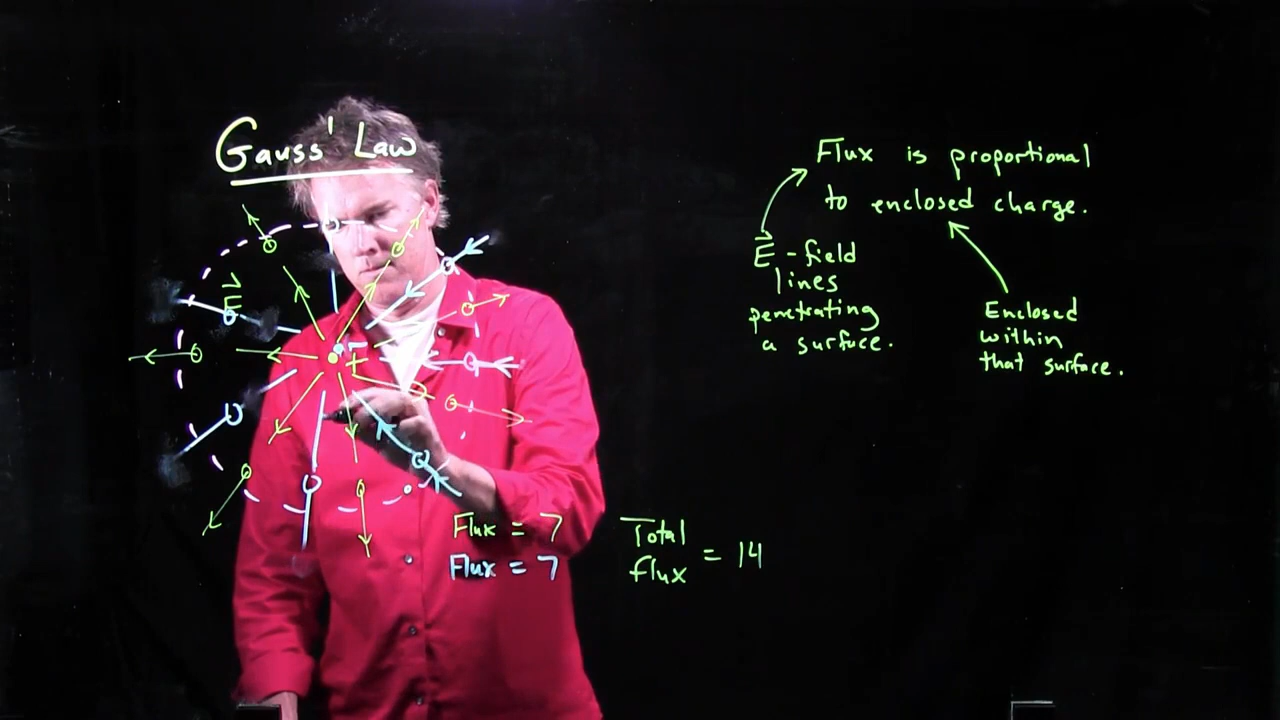 Gauss' Law
Flux is proportional
to enclosed charge.
E - field
lines
penetrating
a surface.
Enclosed
within
that surface.
E
+
Flux = 7
Flux = 7
Total
flux = 14